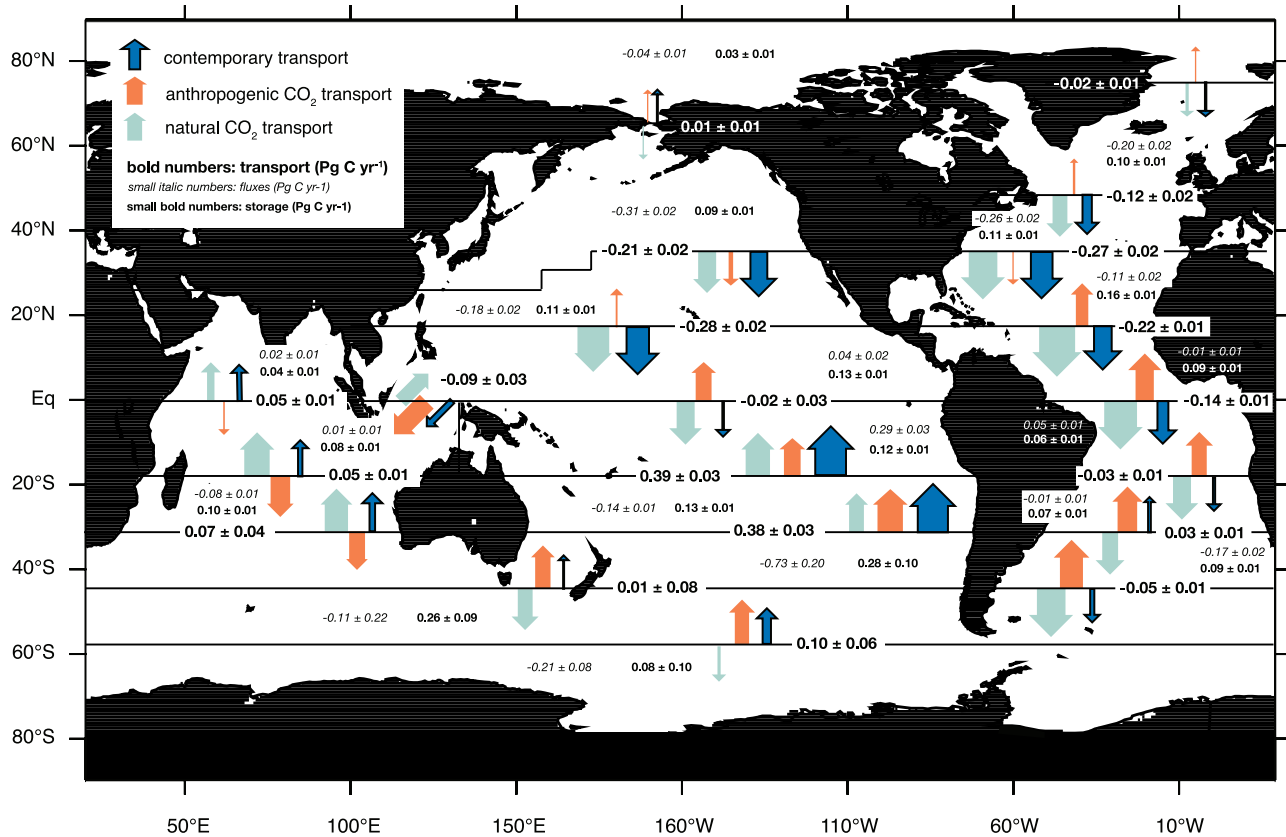 80°N
60°N
40°N
20°N
Eq
20°S
40°S
60°S
80°S
contemporary transport
anthropogenic CO2 transport
natural CO2 transport
bold numbers: transport (Pg C yr-1)
small italic numbers: fluxes (Pg C yr-1)
small bold numbers: storage (Pg C yr-1)
-0.04 ± 0.01 0.03 ± 0.01
-0.02 ± 0.01
0.01 ± 0.01
-0.20 ± 0.02
0.10 ± 0.01
-0.12 ± 0.02
-0.31 ± 0.02 0.09 ± 0.01
-0.26 ± 0.02
0.11 ± 0.01
-0.21 ± 0.02
-0.27 ± 0.02
-0.11 ± 0.02
0.16 ± 0.01
-0.18 ± 0.02 0.11 ± 0.01
-0.28 ± 0.02
-0.22 ± 0.01
0.02 ± 0.01
0.04 ± 0.01
0.04 ± 0.02
0.13 ± 0.01
-0.01 ± 0.01
0.09 ± 0.01
-0.09 ± 0.03
0.05 ± 0.01
-0.02 ± 0.03
-0.14 ± 0.01
0.01 ± 0.01
0.08 ± 0.01
0.29 ± 0.03
0.12 ± 0.01
0.05 ± 0.01
0.06 ± 0.01
0.05 ± 0.01
0.39 ± 0.03
-0.03 ± 0.01
-0.08 ± 0.01
0.10 ± 0.01
-0.14 ± 0.01 0.13 ± 0.01
-0.01 ± 0.01
0.07 ± 0.01
0.07 ± 0.04
0.38 ± 0.03
0.03 ± 0.01
-0.73 ± 0.20 0.28 ± 0.10
-0.17 ± 0.02
0.09 ± 0.01
0.01 ± 0.08
-0.05 ± 0.01
-0.11 ± 0.22 0.26 ± 0.09
0.10 ± 0.06
-0.21 ± 0.08 0.08 ± 0.10
50°E 100°E 150°E 160°W 110°W 60°W 10°W